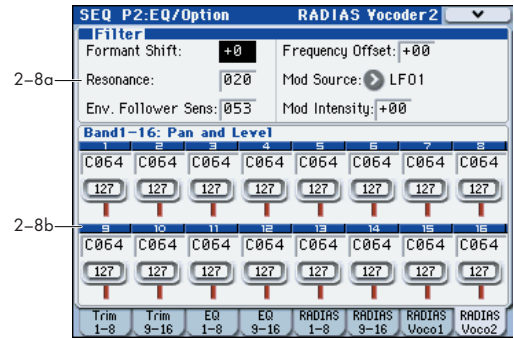 SEQ P2:EQ/Option RADIAS Vocoder2
Filter
Formant Shift: +0 Frequency Offset: +00
2-8a Resonance: 020 Mod Source: LFO1
Env. Follower Sens: 053 Mod Intensity: +00
Band1-16: Pan and Level
1 2 3 4 5 6 7 8
C064 C064 C064 C064 C064 C064 C064 C064
127 127 127 127 127 127 127 127
2-8b 9 10 11 12 13 14 15 16
C064 C064 C064 C064 C064 C064 C064 C064
127 127 127 127 127 127 127 127
Trim Trim EQ EQ RADIAS RADIAS RADIAS RADIAS
1-8 9-16 1-8 9-16 1-8 9-16 Voco1 Voco2